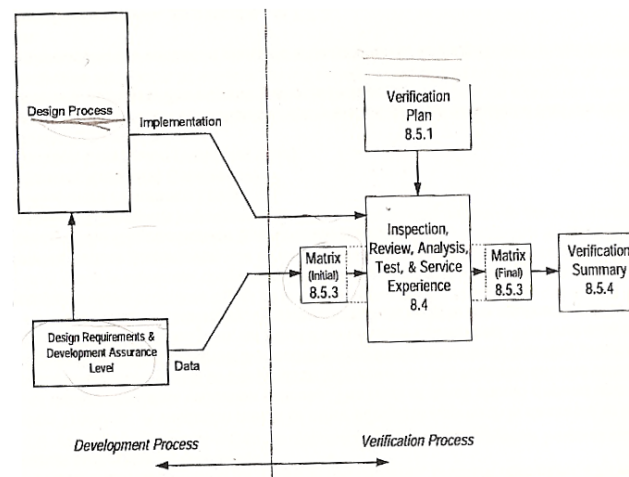 Design Process
Implementation
Verification
Plan
8.5.1
Inspection,
Review, Analysis,
Test, & Service
Experience
8.4
Matrix
(Initial)
8.5.3
Matrix
(Final)
8.5.3
Verification
Summary
8.5.4
Design Requirements &
Development Assurance
Level
Data
Development Process
Verification Process